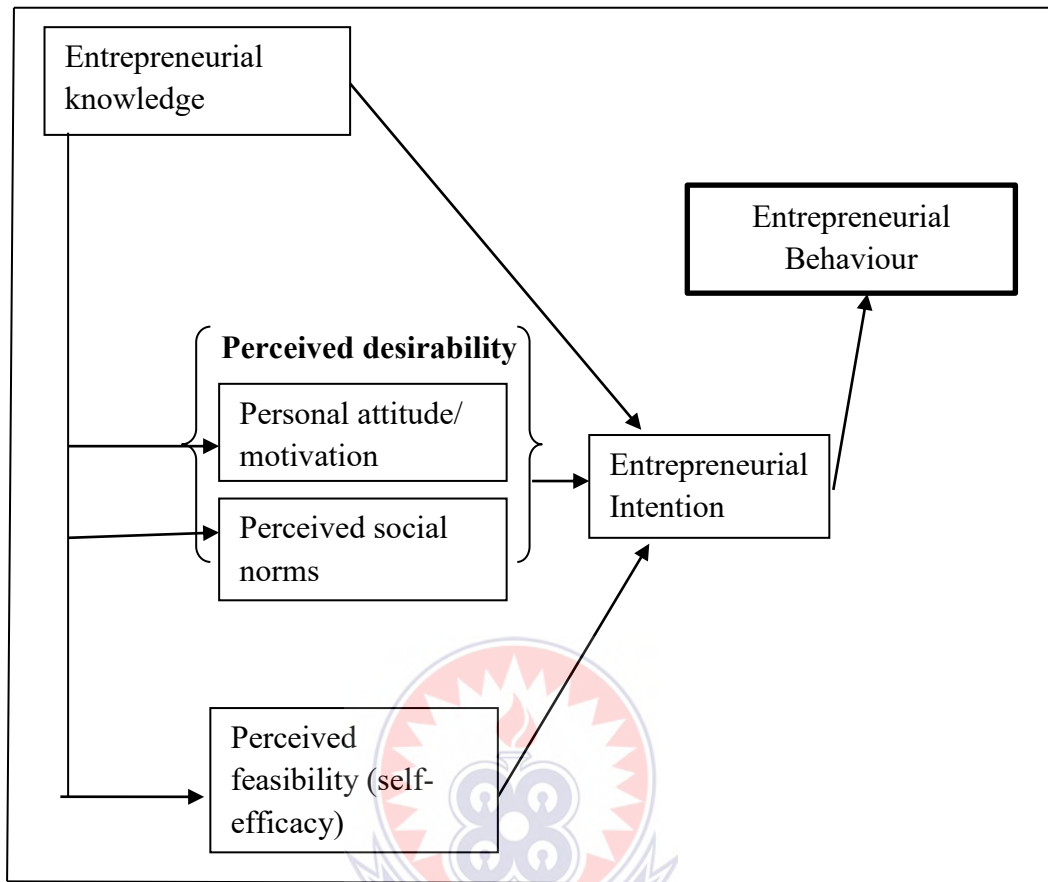 Entrepreneurial
knowledge
Entrepreneurial
Behaviour
Perceived desirability
Personal attitude/
motivation
Perceived social
norms
Entrepreneurial
Intention
Perceived
feasibility (self-
efficacy)